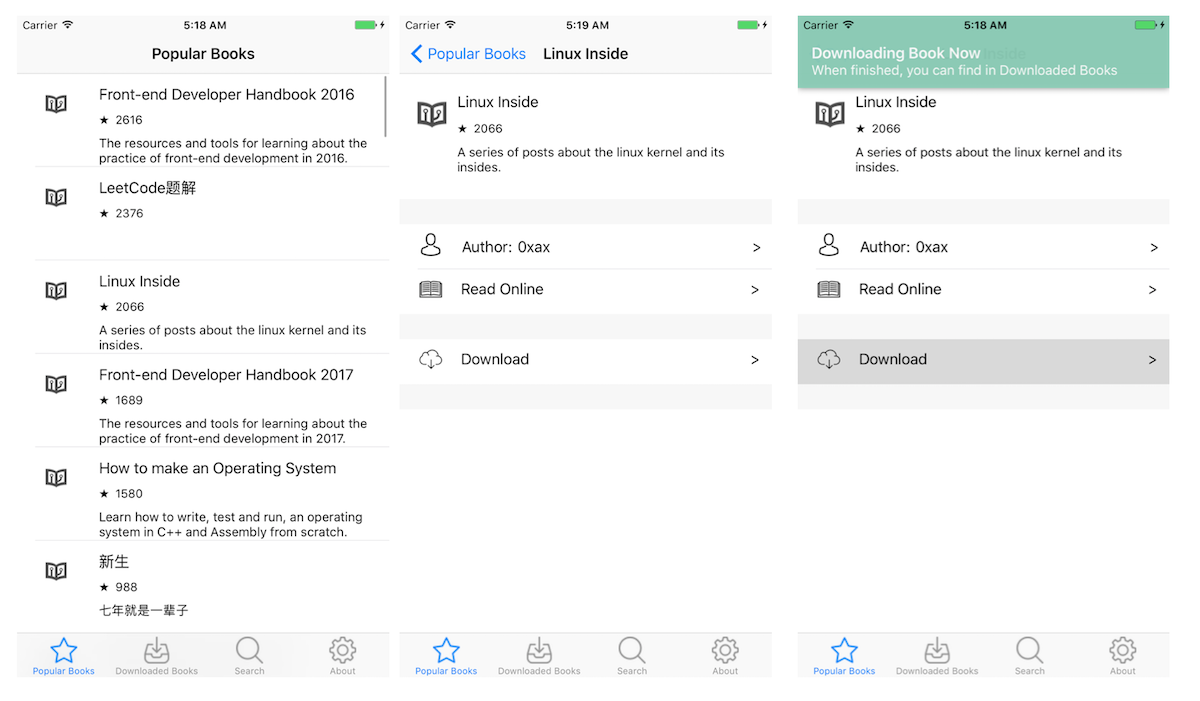 Carrier 5:18 AM
Popular Books
Front-end Developer Handbook 2016
★ 2616
The resources and tools for learning about the
practice of front-end development in 2016.
LeetCode题解
★ 2376
Linux Inside
★ 2066
A series of posts about the linux kernel and its
insides.
Front-end Developer Handbook 2017
★ 1689
The resources and tools for learning about the
practice of front-end development in 2017.
How to make an Operating System
★ 1580
Learn how to write, test and run, an operating
system in C++ and Assembly from scratch.
新生
★ 988
七年就是一辈子
Popular Books Downloaded Books Search About
Carrier 5:19 AM
Popular Books Linux Inside
Linux Inside
★ 2066
A series of posts about the linux kernel and its
insides.
Author: 0xax >
Read Online >
Download >
Popular Books Downloaded Books Search About
Carrier 5:18 AM
Downloading Book Now Inside
When finished, you can find in Downloaded Books
Linux Inside
★ 2066
A series of posts about the linux kernel and its
insides.
Author: 0xax >
Read Online >
Download >
Popular Books Downloaded Books Search About